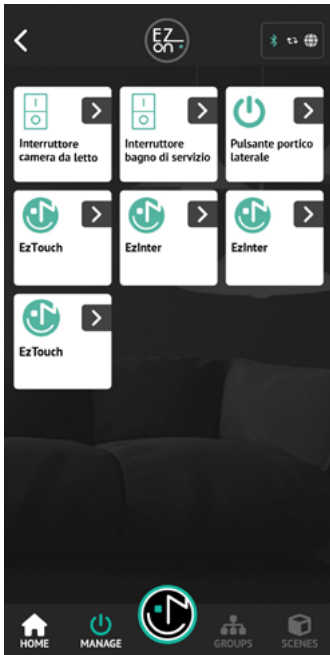 EZ
on
Interruttore
camera da letto
Interruttore
bagno di servizio
Pulsante portico
laterale
EzTouch
EzInter
EzInter
EzTouch
HOME
MANAGE
GROUPS
SCENES